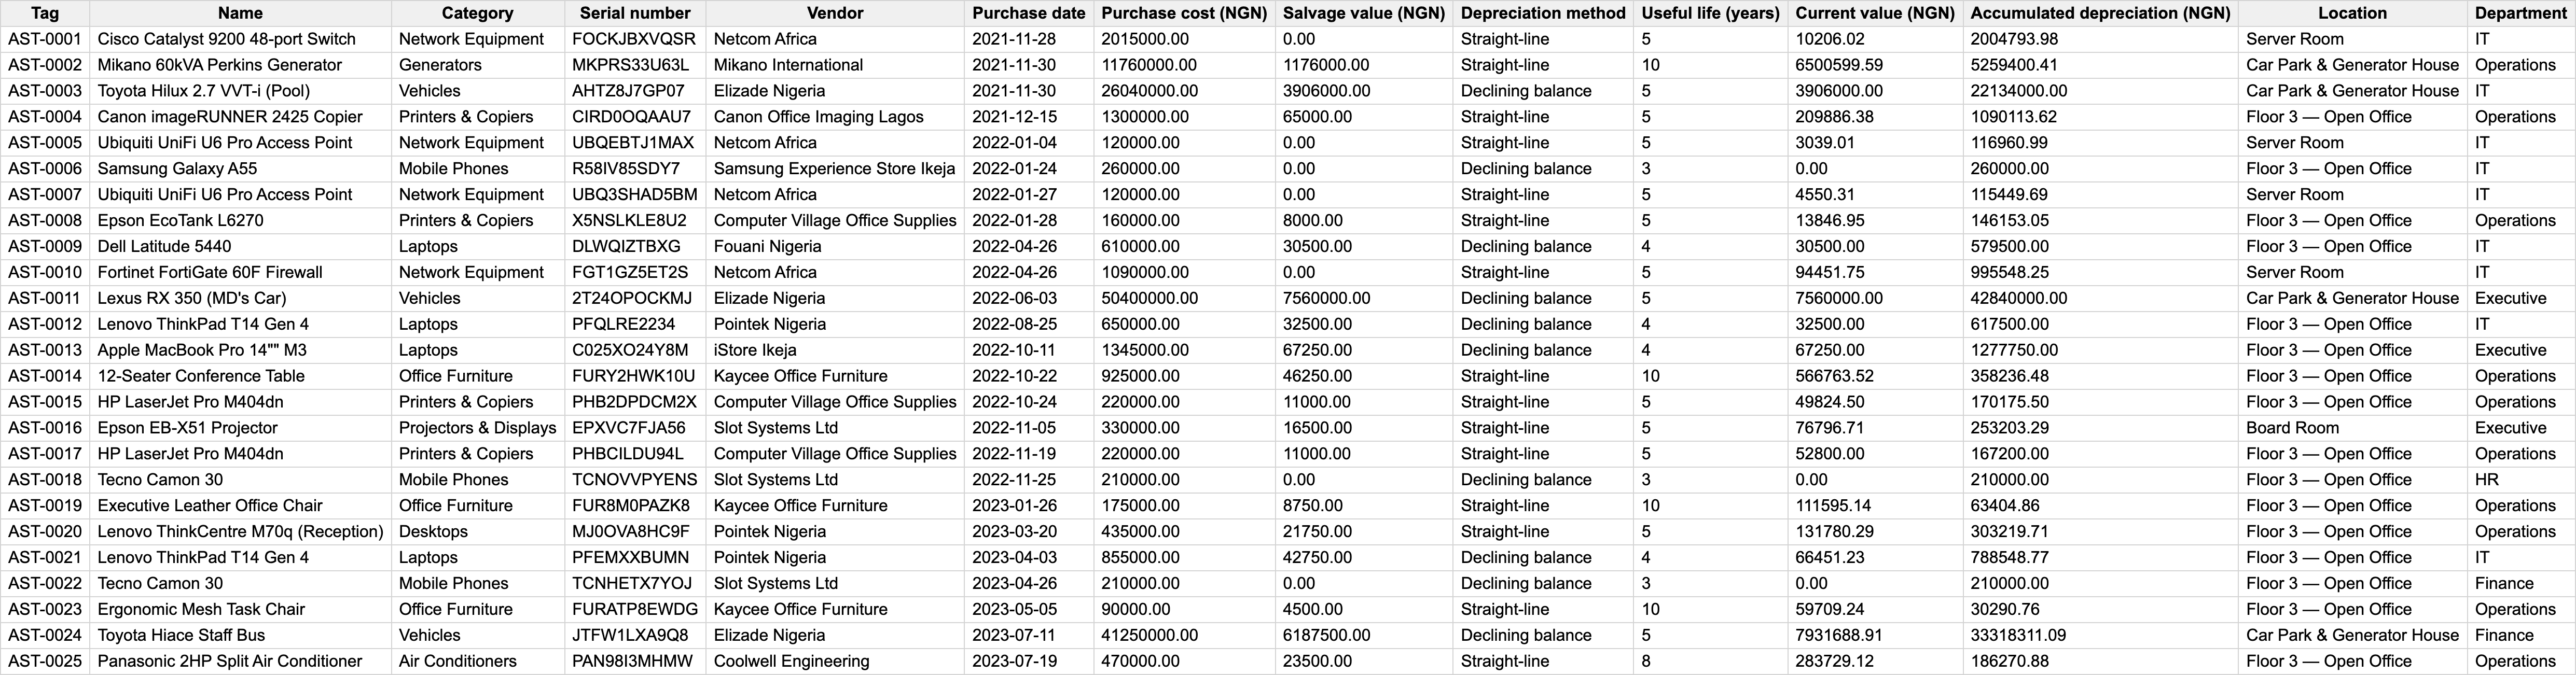 Tag Name Category Serial number Vendor Purchase date Purchase cost (NGN) Salvage value (NGN) Depreciation method Useful life (years) Current value (NGN) Accumulated depreciation (NGN) Location Department
AST-0001 Cisco Catalyst 9200 48-port Switch Network Equipment FOCKJBXVQSR Netcom Africa 2021-11-28 2015000.00 0.00 Straight-line 5 10206.02 2004793.98 Server Room IT
AST-0002 Mikano 60kVA Perkins Generator Generators MKPRS33U63L Mikano International 2021-11-30 11760000.00 1176000.00 Straight-line 10 6500599.59 5259400.41 Car Park & Generator House Operations
AST-0003 Toyota Hilux 2.7 VVT-i (Pool) Vehicles AHTZ8J7GP07 Elizade Nigeria 2021-11-30 26040000.00 3906000.00 Declining balance 5 3906000.00 22134000.00 Car Park & Generator House IT
AST-0004 Canon imageRUNNER 2425 Copier Printers & Copiers CIRD0OQAAU7 Canon Office Imaging Lagos 2021-12-15 1300000.00 65000.00 Straight-line 5 209886.38 1090113.62 Floor 3 — Open Office Operations
AST-0005 Ubiquiti UniFi U6 Pro Access Point Network Equipment UBQEBTJ1MAX Netcom Africa 2022-01-04 120000.00 0.00 Straight-line 5 3039.01 116960.99 Server Room IT
AST-0006 Samsung Galaxy A55 Mobile Phones R58IV85SDY7 Samsung Experience Store Ikeja 2022-01-24 260000.00 0.00 Declining balance 3 0.00 260000.00 Floor 3 — Open Office IT
AST-0007 Ubiquiti UniFi U6 Pro Access Point Network Equipment UBQ3SHAD5BM Netcom Africa 2022-01-27 120000.00 0.00 Straight-line 5 4550.31 115449.69 Server Room IT
AST-0008 Epson EcoTank L6270 Printers & Copiers X5NSLKLE8U2 Computer Village Office Supplies 2022-01-28 160000.00 8000.00 Straight-line 5 13846.95 146153.05 Floor 3 — Open Office Operations
AST-0009 Dell Latitude 5440 Laptops DLWQIZTBXG Fouani Nigeria 2022-04-26 610000.00 30500.00 Declining balance 4 30500.00 579500.00 Floor 3 — Open Office IT
AST-0010 Fortinet FortiGate 60F Firewall Network Equipment FGT1GZ5ET2S Netcom Africa 2022-04-26 1090000.00 0.00 Straight-line 5 94451.75 995548.25 Server Room IT
AST-0011 Lexus RX 350 (MD's Car) Vehicles 2T24OPOCKMJ Elizade Nigeria 2022-06-03 50400000.00 7560000.00 Declining balance 5 7560000.00 42840000.00 Car Park & Generator House Executive
AST-0012 Lenovo ThinkPad T14 Gen 4 Laptops PFQLRE2234 Pointek Nigeria 2022-08-25 650000.00 32500.00 Declining balance 4 32500.00 617500.00 Floor 3 — Open Office IT
AST-0013 Apple MacBook Pro 14"" M3 Laptops C025XO24Y8M iStore Ikeja 2022-10-11 1345000.00 67250.00 Declining balance 4 67250.00 1277750.00 Floor 3 — Open Office Executive
AST-0014 12-Seater Conference Table Office Furniture FURY2HWK10U Kaycee Office Furniture 2022-10-22 925000.00 46250.00 Straight-line 10 566763.52 358236.48 Floor 3 — Open Office Operations
AST-0015 HP LaserJet Pro M404dn Printers & Copiers PHB2DPDCM2X Computer Village Office Supplies 2022-10-24 220000.00 11000.00 Straight-line 5 49824.50 170175.50 Floor 3 — Open Office Operations
AST-0016 Epson EB-X51 Projector Projectors & Displays EPXVC7FJA56 Slot Systems Ltd 2022-11-05 330000.00 16500.00 Straight-line 5 76796.71 253203.29 Board Room Executive
AST-0017 HP LaserJet Pro M404dn Printers & Copiers PHBCILDU94L Computer Village Office Supplies 2022-11-19 220000.00 11000.00 Straight-line 5 52800.00 167200.00 Floor 3 — Open Office Operations
AST-0018 Tecno Camon 30 Mobile Phones TCNOVVPYENS Slot Systems Ltd 2022-11-25 210000.00 0.00 Declining balance 3 0.00 210000.00 Floor 3 — Open Office HR
AST-0019 Executive Leather Office Chair Office Furniture FUR8M0PAZK8 Kaycee Office Furniture 2023-01-26 175000.00 8750.00 Straight-line 10 111595.14 63404.86 Floor 3 — Open Office Operations
AST-0020 Lenovo ThinkCentre M70q (Reception) Desktops MJ0OVA8HC9F Pointek Nigeria 2023-03-20 435000.00 21750.00 Straight-line 5 131780.29 303219.71 Floor 3 — Open Office Operations
AST-0021 Lenovo ThinkPad T14 Gen 4 Laptops PFEMXXBUMN Pointek Nigeria 2023-04-03 855000.00 42750.00 Declining balance 4 66451.23 788548.77 Floor 3 — Open Office IT
AST-0022 Tecno Camon 30 Mobile Phones TCNHETX7YOJ Slot Systems Ltd 2023-04-26 210000.00 0.00 Declining balance 3 0.00 210000.00 Floor 3 — Open Office Finance
AST-0023 Ergonomic Mesh Task Chair Office Furniture FURATP8EWDG Kaycee Office Furniture 2023-05-05 90000.00 4500.00 Straight-line 10 59709.24 30290.76 Floor 3 — Open Office Operations
AST-0024 Toyota Hiace Staff Bus Vehicles JTFW1LXA9Q8 Elizade Nigeria 2023-07-11 41250000.00 6187500.00 Declining balance 5 7931688.91 33318311.09 Car Park & Generator House Finance
AST-0025 Panasonic 2HP Split Air Conditioner Air Conditioners PAN98I3MHMW Coolwell Engineering 2023-07-19 470000.00 23500.00 Straight-line 8 283729.12 186270.88 Floor 3 — Open Office Operations